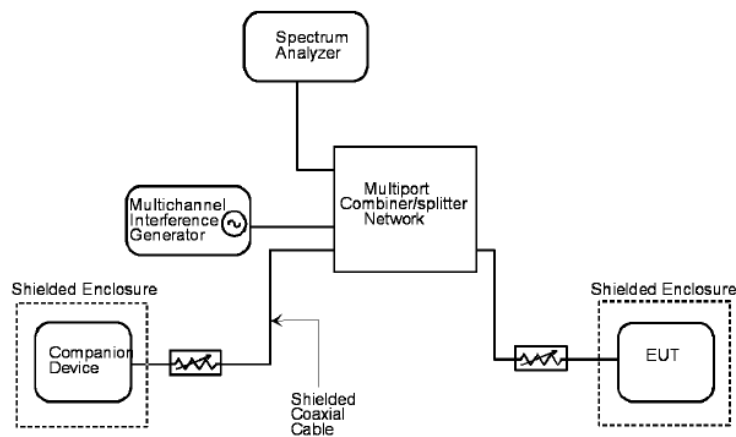 Spectrum
Analyzer
Multiport
Combiner/splitter
Network
Multichannel
Interference
Generator
Shielded Enclosure
Companion
Device
Shielded
Coaxial
Cable
Shielded Enclosure
EUT